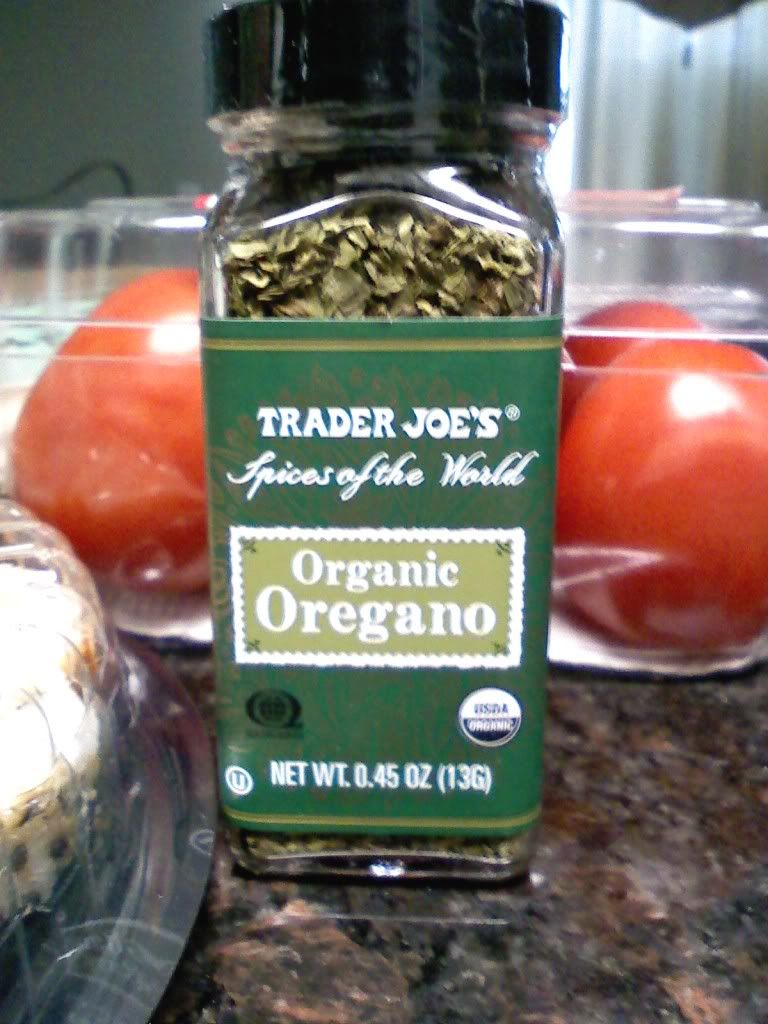 TRADER JOE'S®
Spices of the World
Organic
Oregano
USDA
ORGANIC
U
NET WT. 0.45 OZ (13G)